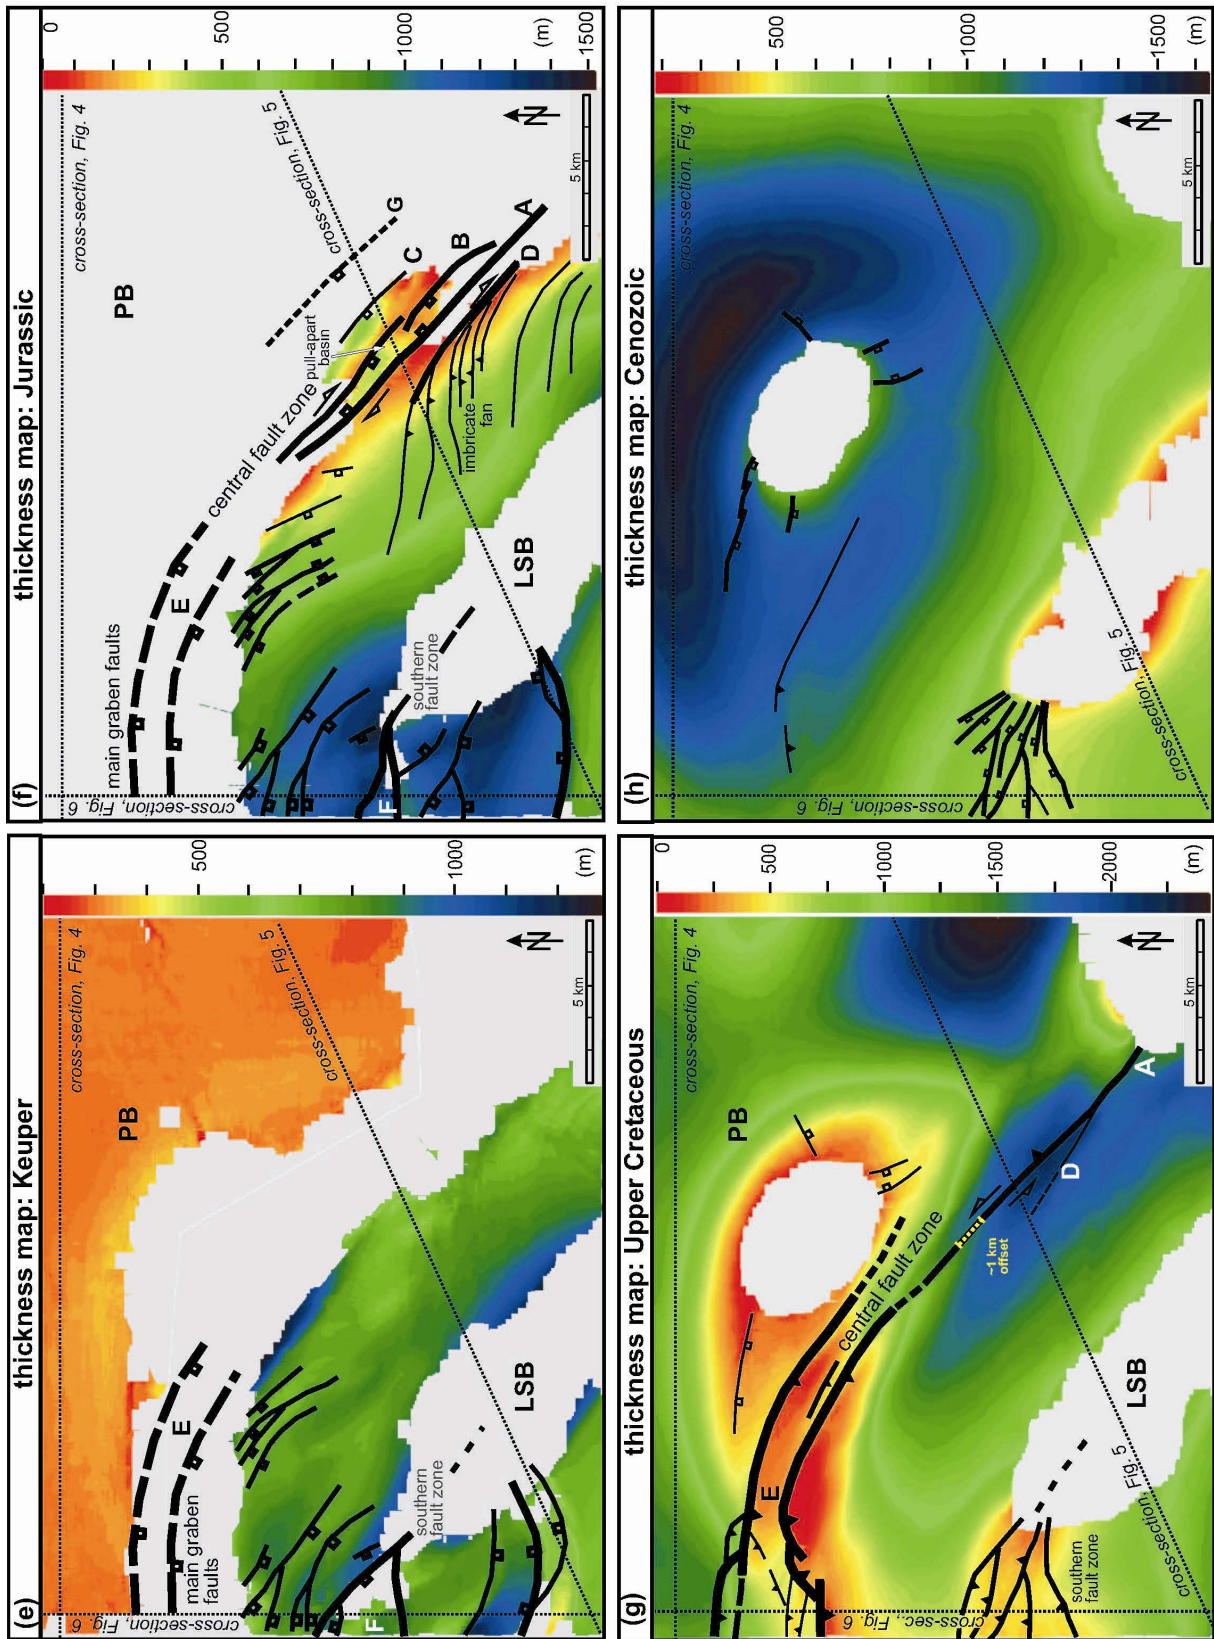 (e)
thickness map: Keuper
cross-section, Fig. 4
PB
E
main graben
faults
cross-section, Fig. 5
southern
fault zone
LSB
F
cross-section, Fig. 6
N
5 km
500
1000
(m)
(f)
thickness map: Jurassic
cross-section, Fig. 4
PB
main graben faults
E
central fault zone
pull-apart
basin
G
C
B
A
D
cross-section, Fig. 5
imbricate
fan
southern
fault zone
LSB
F
cross-section, Fig. 6
N
5 km
0
500
1000
1500
(m)
(g)
thickness map: Upper Cretaceous
cross-section, Fig. 4
PB
E
central fault zone
~1 km
offset
D
A
LSB
southern
fault zone
cross-section, Fig. 5
cross-sec., Fig. 6
N
5 km
0
500
1000
1500
2000
(m)
(h)
thickness map: Cenozoic
cross-section, Fig. 4
cross-section, Fig. 6
cross-section, Fig. 5
N
5 km
500
1000
1500
(m)